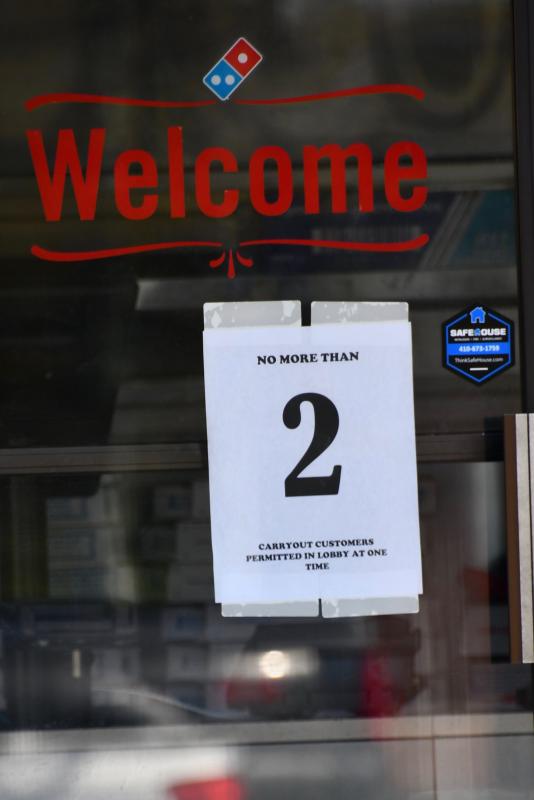 Welcome
NO MORE THAN
2
CARRYOUT CUSTOMERS
PERMITTED IN LOBBY AT ONE
TIME
SAFEHOUSE
410-673-1759
ThinkSafeHouse.com